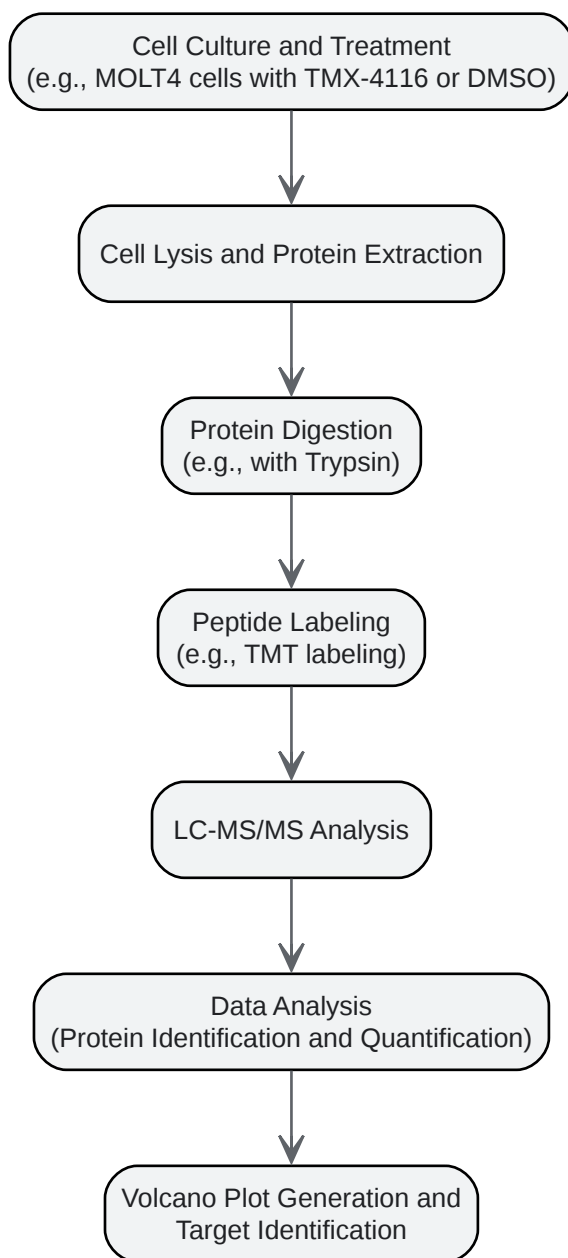 Cell Culture and Treatment
(e.g., MOLT4 cells with TMX-4116 or DMSO)
Cell Lysis and Protein Extraction
Protein Digestion
(e.g., with Trypsin)
Peptide Labeling
(e.g., TMT labeling)
LC-MS/MS Analysis
Data Analysis
(Protein Identification and Quantification)
Volcano Plot Generation and
Target Identification